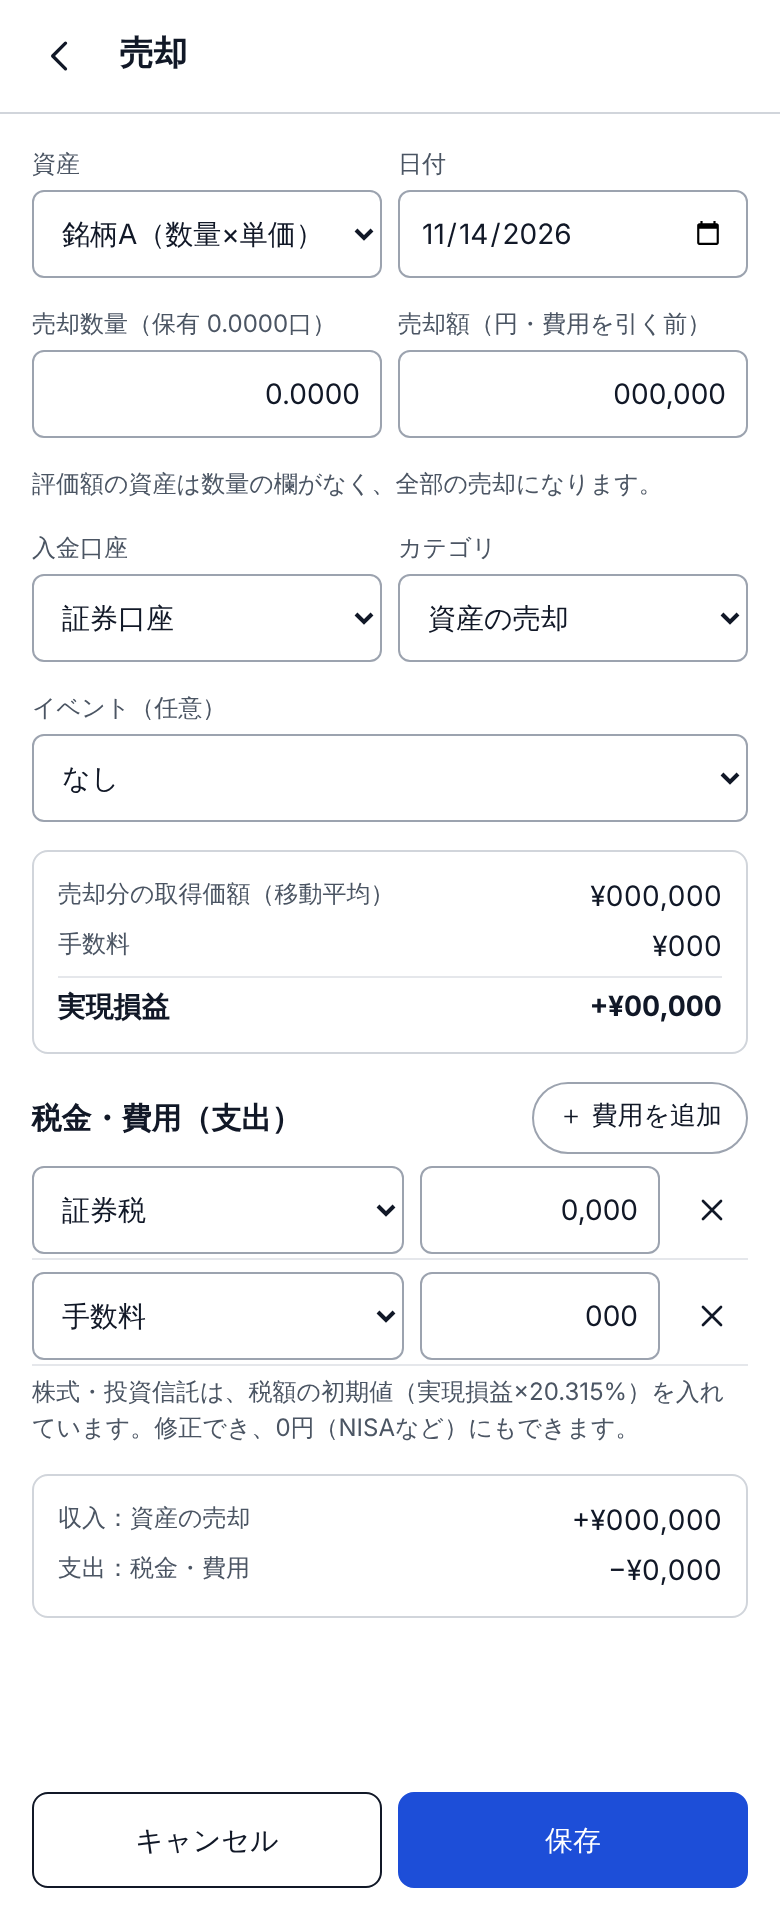 売却
資産
日付
銘柄A（数量×単価）
11/14/2026
売却数量（保有 0.0000口）
売却額（円・費用を引く前）
0.0000
000,000
評価額の資産は数量の欄がなく、全部の売却になります。
入金口座
カテゴリ
証券口座
資産の売却
イベント（任意）
なし
売却分の取得価額（移動平均）
¥000,000
手数料
¥000
実現損益
+¥00,000
税金・費用（支出）
＋ 費用を追加
証券税
0,000
手数料
000
株式・投資信託は、税額の初期値（実現損益×20.315%）を入れ
ています。修正でき、0円（NISAなど）にもできます。
収入：資産の売却
+¥000,000
支出：税金・費用
−¥0,000
キャンセル
保存